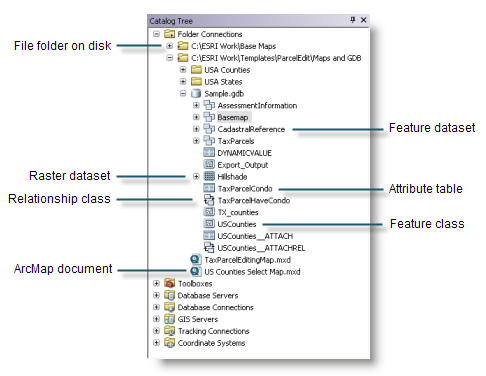 Catalog Tree
Folder Connections
File folder on disk
C:\ESRI Work\Base Maps
C:\ESRI Work\Templates\ParcelEdit\Maps and GDB
USA Counties
USA States
Sample.gdb
AssessmentInformation
Basemap
CadastralReference
Feature dataset
TaxParcels
DYNAMICVALUE
Export_Output
Raster dataset
Hillshade
TaxParcelCondo
Attribute table
Relationship class
TaxParcelHaveCondo
TX_counties
USCounties
Feature class
USCounties__ATTACH
USCounties__ATTACHREL
TaxParcelEditingMap.mxd
ArcMap document
US Counties Select Map.mxd
Toolboxes
Database Servers
Database Connections
GIS Servers
Tracking Connections
Coordinate Systems